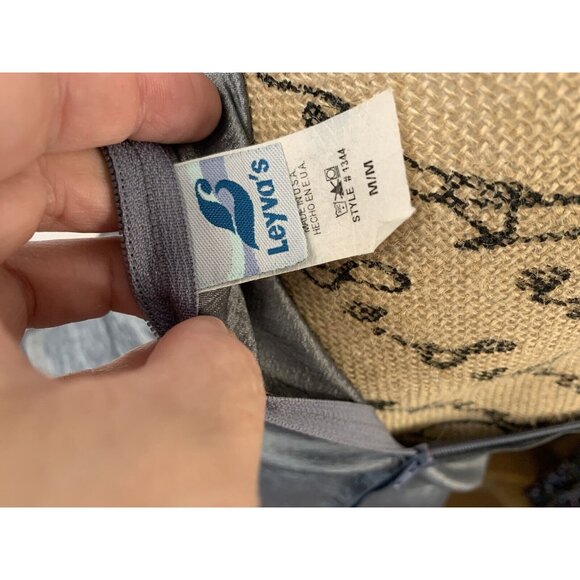 Leyva's
MADE IN U.S.A.
HECHO EN E.U.A.
STYLE # 1344
M/M